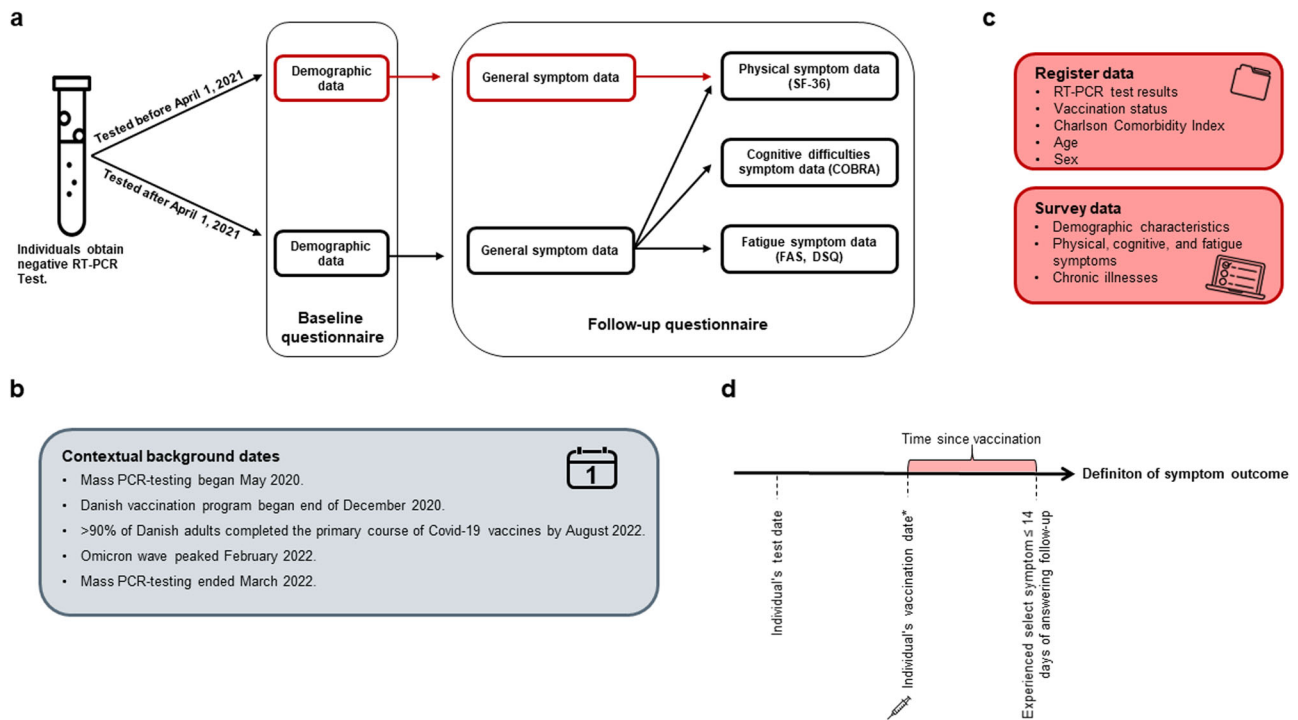 a
Tested before April 1, 2021
Tested after April 1, 2021
Individuals obtain
negative RT-PCR
Test.
Demographic
data
Demographic
data
Baseline
questionnaire
General symptom data
General symptom data
Physical symptom data
(SF-36)
Cognitive difficulties
symptom data (COBRA)
Fatigue symptom data
(FAS, DSQ)
Follow-up questionnaire
c
Register data
• RT-PCR test results
• Vaccination status
• Charlson Comorbidity Index
• Age
• Sex
Survey data
• Demographic characteristics
• Physical, cognitive, and fatigue
symptoms
• Chronic illnesses
b
Contextual background dates
• Mass PCR-testing began May 2020.
• Danish vaccination program began end of December 2020.
• >90% of Danish adults completed the primary course of Covid-19 vaccines by August 2022.
• Omicron wave peaked February 2022.
• Mass PCR-testing ended March 2022.
1
d
Time since vaccination
Definiton of symptom outcome
Individual's test date
Individual's vaccination date*
Experienced select symptom ≤ 14
days of answering follow-up